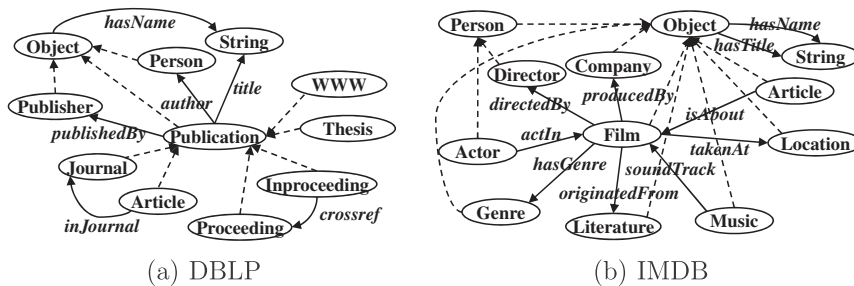 hasName
Object
String
Person
title
WWW
Publisher
author
publishedBy
Publication
Thesis
Journal
Inproceeding
Article
inJournal
crossref
Proceeding
(a) DBLP
Person
Object
hasName
hasTitle
String
Director
Company
directedBy
producedBy
Article
isAbout
actIn
Film
Actor
takenAt
Location
hasGenre
soundTrack
originatedFrom
Genre
Literature
Music
(b) IMDB